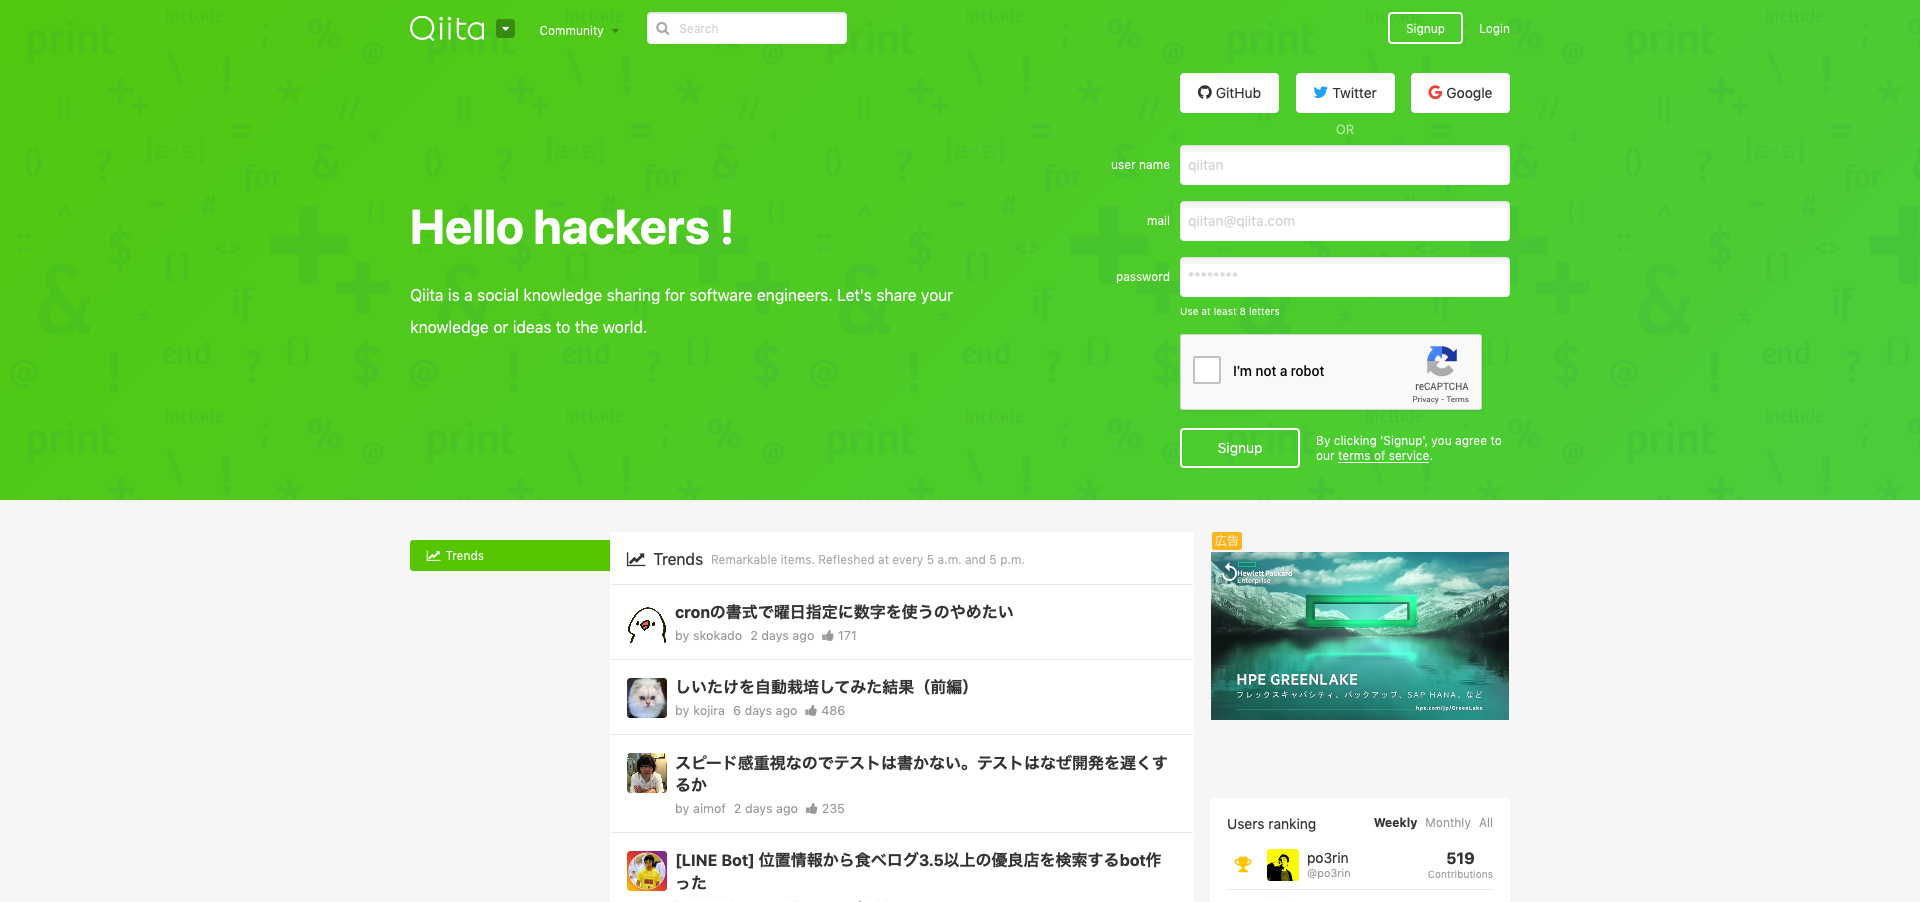 Qiita
Community
Search
Signup
Login
GitHub
Twitter
Google
OR
user name
qiitan
mail
qiitan@qiita.com
password
********
Use at least 8 letters
I'm not a robot
reCAPTCHA
Privacy - Terms
Signup
By clicking 'Signup', you agree to
our terms of service.
Hello hackers !
Qiita is a social knowledge sharing for software engineers. Let's share your
knowledge or ideas to the world.
Trends
Trends Remarkable items. Refleshed at every 5 a.m. and 5 p.m.
cronの書式で曜日指定に数字を使うのやめたい
by skokado 2 days ago 171
しいたけを自動栽培してみた結果（前編）
by kojira 6 days ago 486
スピード感重視なのでテストは書かない。テストはなぜ開発を遅くす
るか
by aimof 2 days ago 235
[LINE Bot] 位置情報から食べログ3.5以上の優良店を検索するbot作
った
広告
Hewlett Packard
Enterprise
HPE GREENLAKE
フレックスキャパシティ、バックアップ、SAP HANA、など
hpe.com/jp/GreenLake
Users ranking
Weekly Monthly All
po3rin
@po3rin
519
Contributions